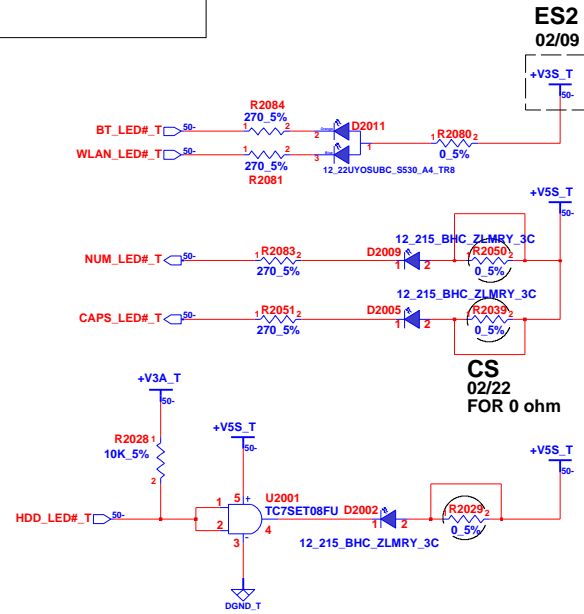 ES2
02/09
+V3S_T
50-
R2084
270_5%
BT_LED#_T 50- 1 2 2 Orange D2011
R2080
1 2
0_5%
WLAN_LED#_T 50- 1 2 3 Blue 1
270_5%
R2081
12_22UYOSUBC_S530_A4_TR8
+V5S_T
50-
12_215_BHC_ZLMRY_3C
NUM_LED#_T 50- 1 R2083 2 D2009 1 R2050 2
270_5% 1 2 0_5%
12_215_BHC_ZLMRY_3C
CAPS_LED#_T 50- 1 R2051 2 D2005 1 R2039 2
270_5% 1 2 0_5%
CS
02/22
FOR 0 ohm
+V3A_T
50-
+V5S_T
50-
R2028 1
10K_5%
2
+V5S_T
50-
HDD_LED#_T 50- 1 2 5 + U2001
TC7SET08FU
4
3 -
D2002
1 2
1 R2029 2
0_5%
12_215_BHC_ZLMRY_3C
DGND_T